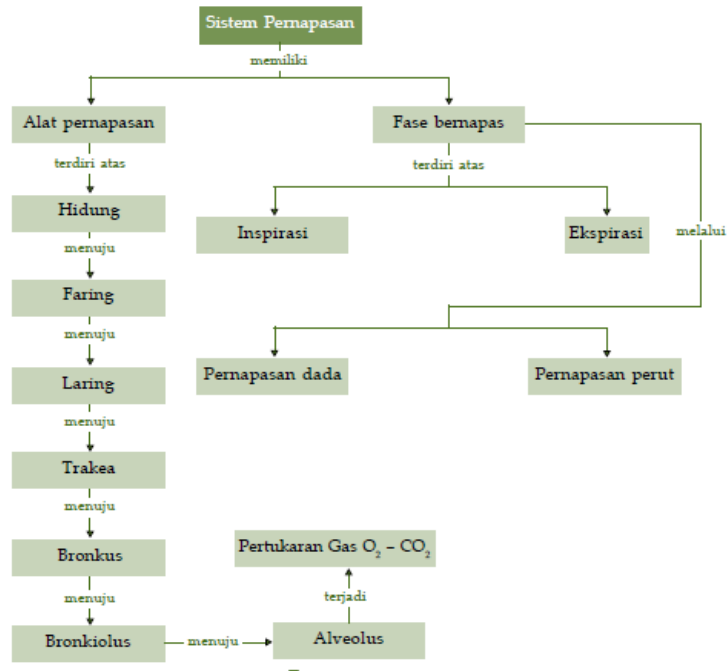 Sistem Pernapasan
memiliki
Alat pernapasan
Fase bernapas
terdiri atas
terdiri atas
Hidung
Inspirasi
Ekspirasi
melalui
menuju
Faring
menuju
Laring
Pernapasan dada
Pernapasan perut
menuju
Trakea
menuju
Bronkus
Pertukaran Gas O₂ – CO₂
menuju
terjadi
Bronkiolus
menuju
Alveolus